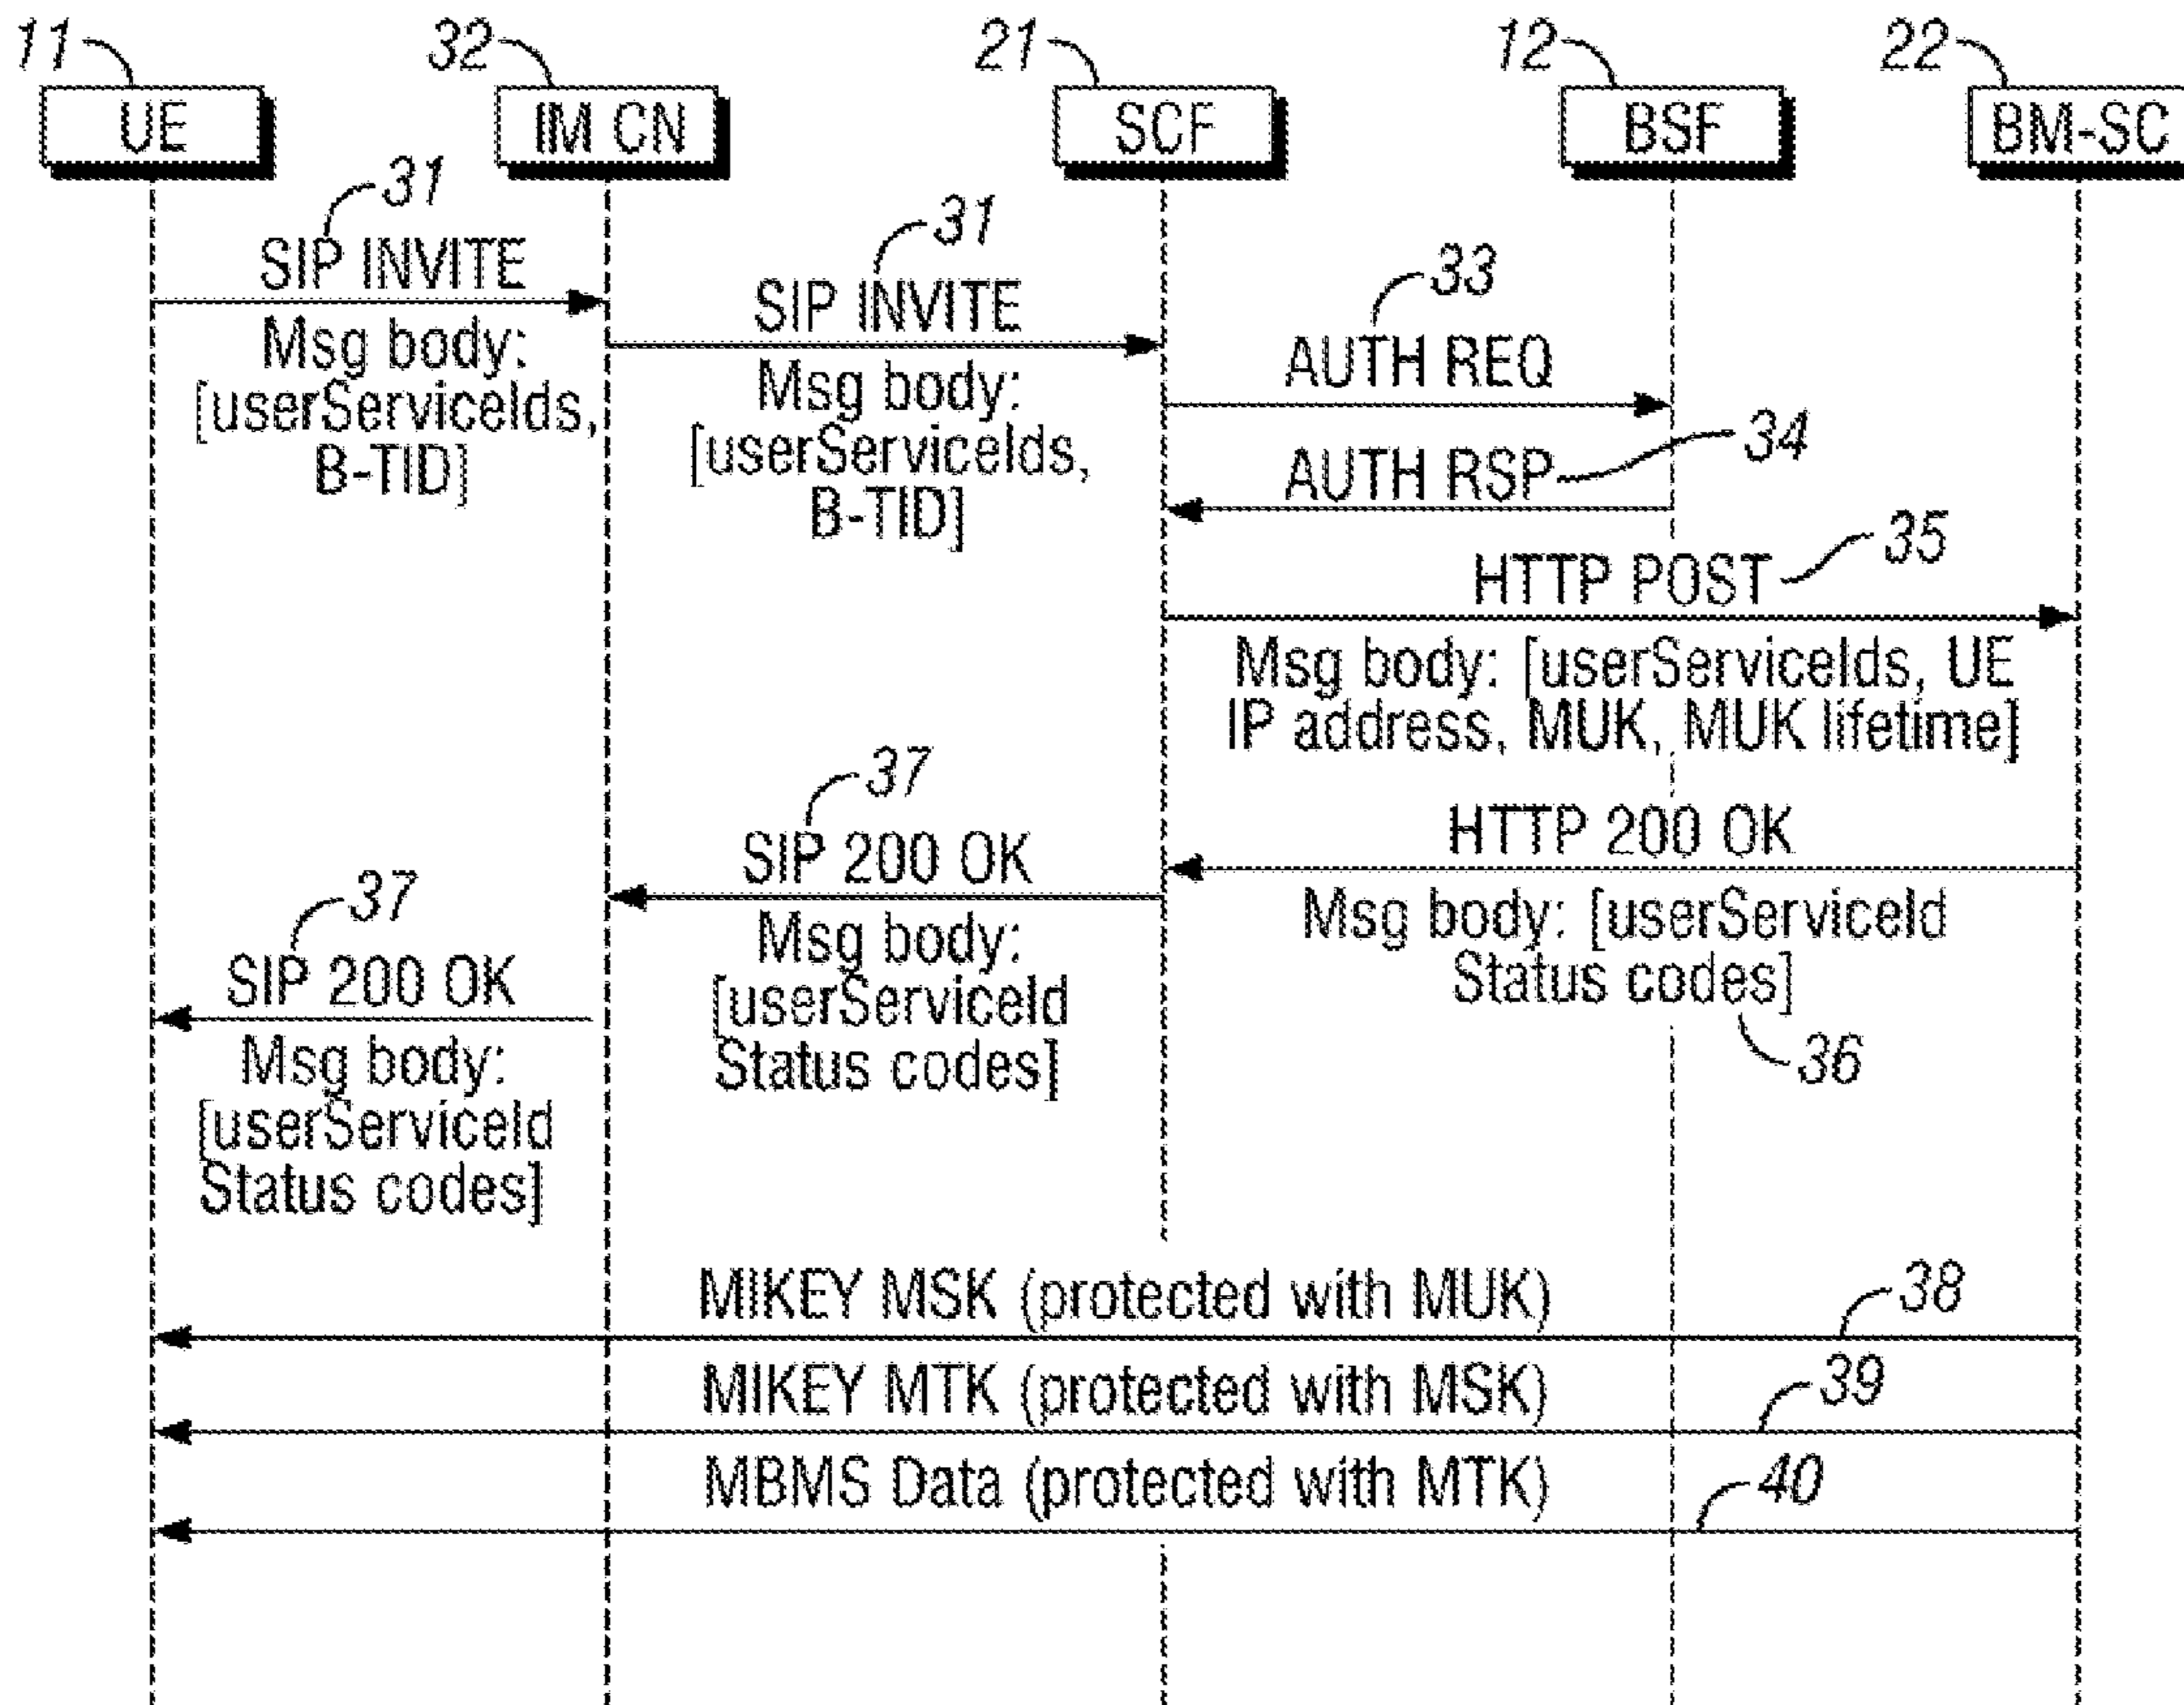 11 32 21 12 22
UE IM CN SCF BSF BM-SC
31
SIP INVITE
Msg body:
[userServiceIds,
B-TID]
31
SIP INVITE
Msg body:
[userServiceIds,
B-TID]
33
AUTH REQ
AUTH RSP 34
HTTP POST 35
Msg body: [userServiceIds, UE
IP address, MUK, MUK lifetime]
HTTP 200 OK
Msg body: [userServiceId
Status codes]
36
37
SIP 200 OK
Msg body:
[userServiceId
Status codes]
37
SIP 200 OK
Msg body:
[userServiceId
Status codes]
MIKEY MSK (protected with MUK) 38
MIKEY MTK (protected with MSK) 39
MBMS Data (protected with MTK) 40